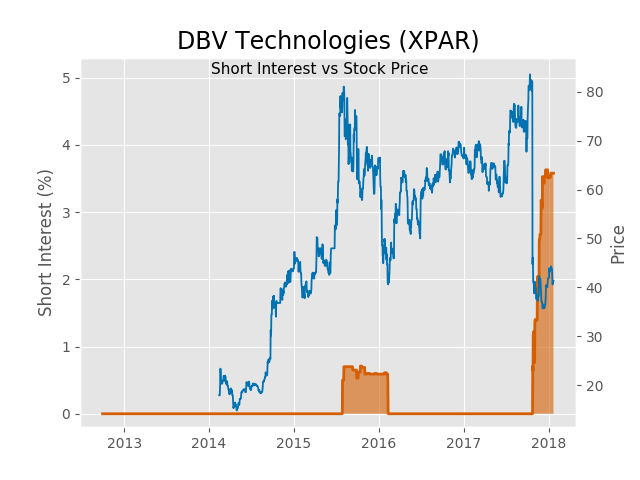 DBV Technologies (XPAR)
Short Interest vs Stock Price
Short Interest (%)
5
4
3
2
1
0
80
70
60
50
40
30
20
Price
2013 2014 2015 2016 2017 2018